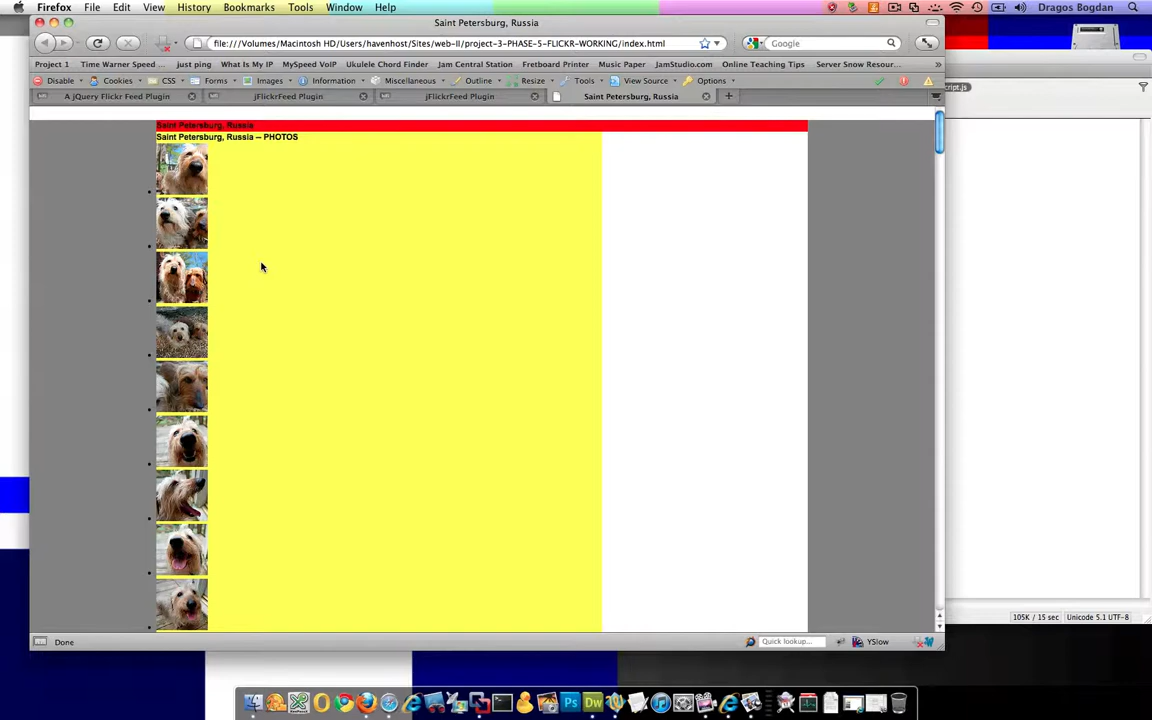 Firefox File Edit View History Bookmarks Tools Window Help Dragos Bogdan
Saint Petersburg, Russia
file:///Volumes/Macintosh HD/Users/havenhost/Sites/web-II/project-3-PHASE-5-FLICKR-WORKING/index.html Google
Project 1 Time Warner Speed ... just ping What Is My IP MySpeed VoIP Ukulele Chord Finder Jam Central Station Fretboard Printer Music Paper JamStudio.com Online Teaching Tips Server Snow Resour...
Disable Cookies CSS Forms Images Information Miscellaneous Outline Resize Tools View Source Options
A jQuery Flickr Feed Plugin jFlickrFeed Plugin jFlickrFeed Plugin Saint Petersburg, Russia cript.js
Saint Petersburg, Russia
Saint Petersburg, Russia -- PHOTOS
105K / 15 sec Unicode 5.1 UTF-8
Done Quick lookup... YSlow
Ps Dw